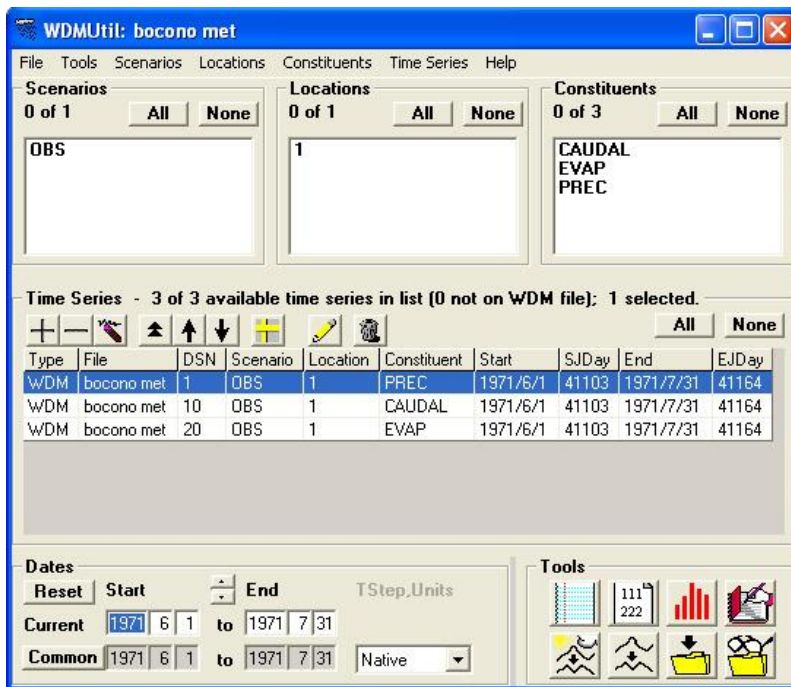 WDMUtil: bocono met
File Tools Scenarios Locations Constituents Time Series Help
Scenarios Locations Constituents
0 of 1 All None 0 of 1 All None 0 of 3 All None
OBS 1 CAUDAL
EVAP
PREC
Time Series - 3 of 3 available time series in list (0 not on WDM file); 1 selected.
All None
Type File DSN Scenario Location Constituent Start SJDay End EJDay
WDM bocono met 1 OBS 1 PREC 1971/6/1 41103 1971/7/31 41164
WDM bocono met 10 OBS 1 CAUDAL 1971/6/1 41103 1971/7/31 41164
WDM bocono met 20 OBS 1 EVAP 1971/6/1 41103 1971/7/31 41164
Dates Tools
Reset Start End TStep,Units
111 222
Current 1971 6 1 to 1971 7 31
Common 1971 6 1 to 1971 7 31 Native